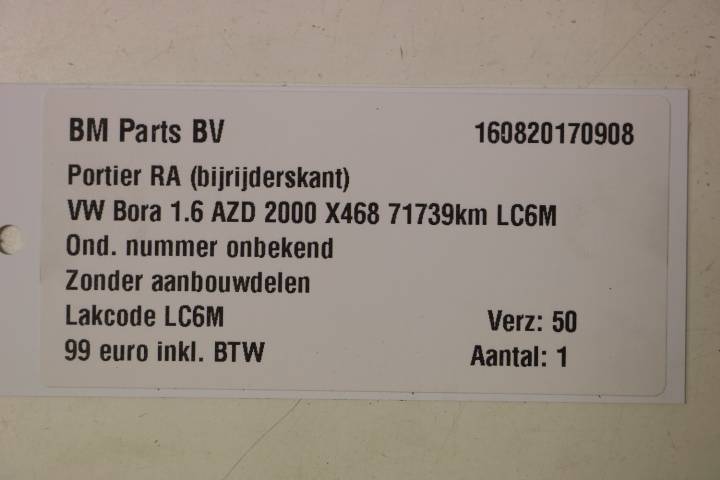 BM Parts BV 160820170908
Portier RA (bijrijderskant)
VW Bora 1.6 AZD 2000 X468 71739km LC6M
Ond. nummer onbekend
Zonder aanbouwdelen
Lakcode LC6M Verz: 50
99 euro inkl. BTW Aantal: 1